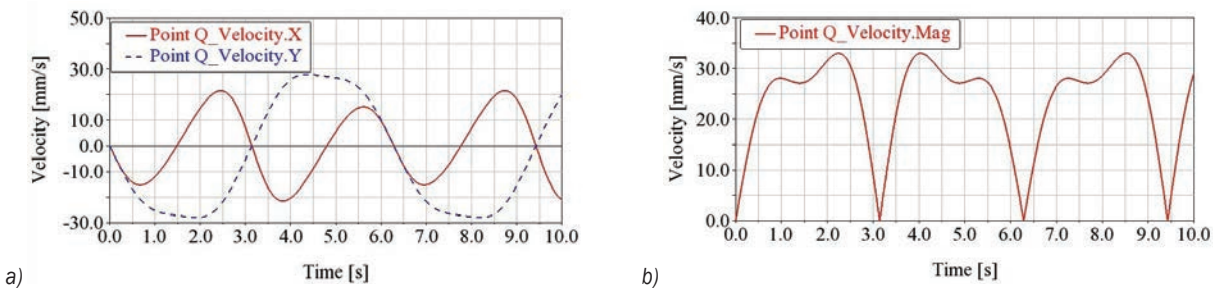 50.0
Point Q_Velocity.X
Point Q_Velocity.Y
30.0
10.0
0.0
-10.0
-30.0
Velocity [mm/s]
0.0 1.0 2.0 3.0 4.0 5.0 6.0 7.0 8.0 9.0 10.0
Time [s]
a)
40.0
Point Q_Velocity.Mag
30.0
20.0
10.0
0.0
Velocity [mm/s]
0.0 1.0 2.0 3.0 4.0 5.0 6.0 7.0 8.0 9.0 10.0
Time [s]
b)